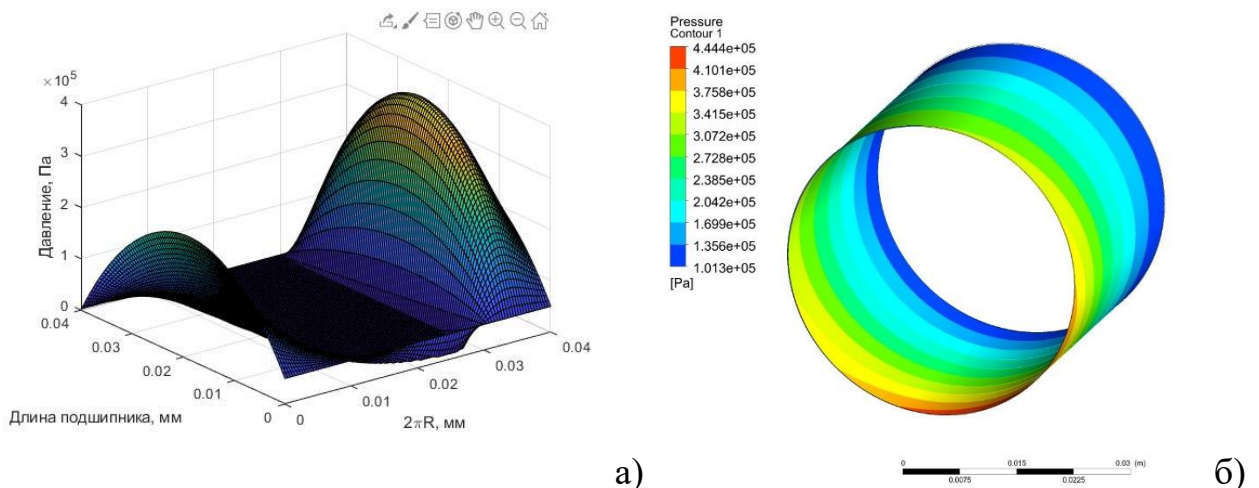 ×10⁵
4
3
2
1
0
Давление, Па
0.04
0.03
0.02
0.01
0
Длина подшипника, мм
0
0.01
0.02
0.03
0.04
2πR, мм
а)
Pressure
Contour 1
4.444e+05
4.101e+05
3.758e+05
3.415e+05
3.072e+05
2.728e+05
2.385e+05
2.042e+05
1.699e+05
1.356e+05
1.013e+05
[Pa]
0 0.015 0.03 (m)
0.0075 0.0225
б)